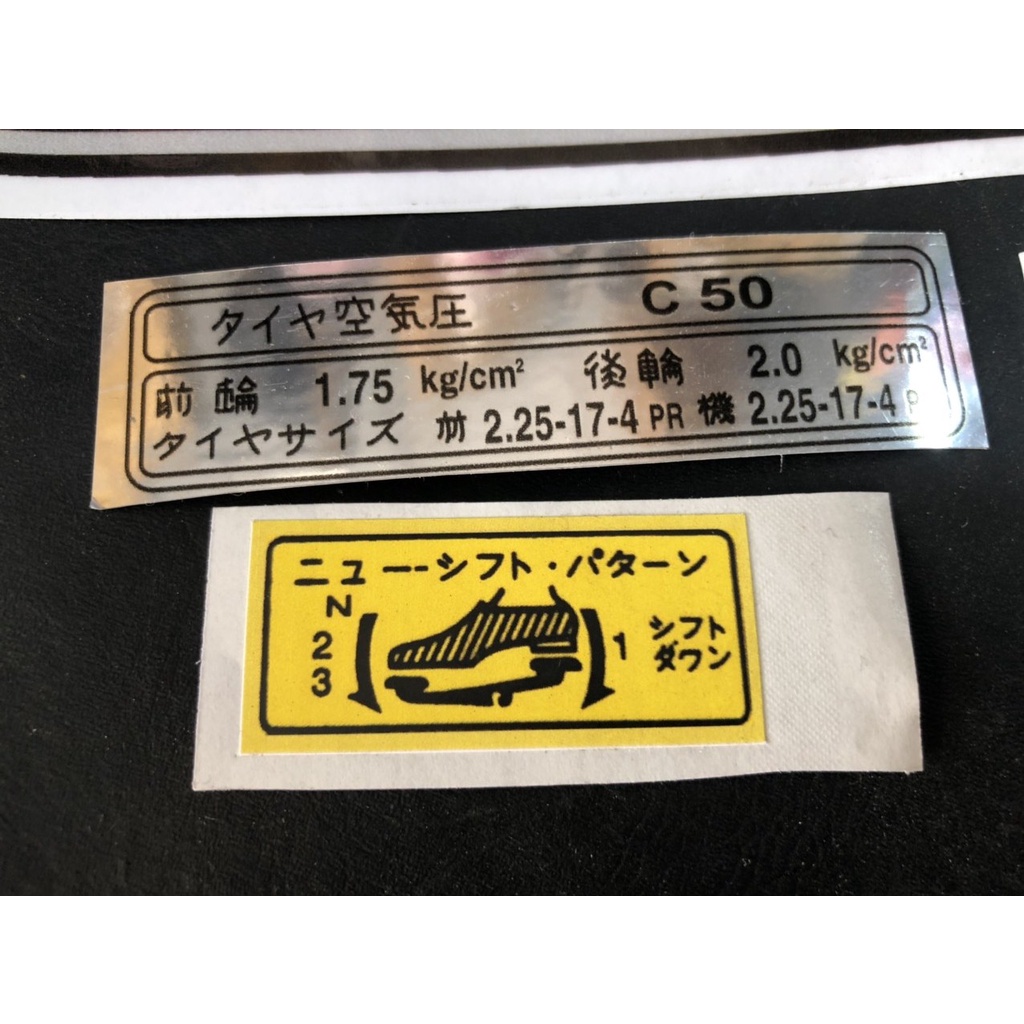 タイヤ空気圧 C 50
前輪 1.75 kg/cm² 後輪 2.0 kg/cm²
タイヤサイズ 材 2.25-17-4 PR 機 2.25-17-4 P
ニュー-シフト・パターン
N
2
3
1
シフト
ダウン